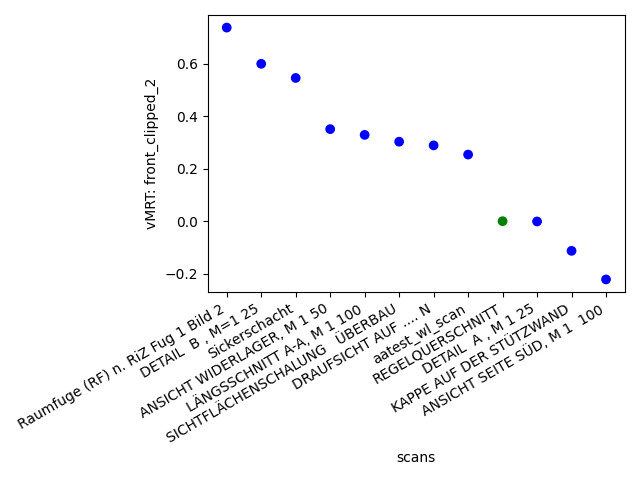 0.6
0.4
0.2
0.0
−0.2
vMRT: front_clipped_2
Raumfuge (RF) n. RiZ Fug 1 Bild 2
DETAIL  B , M=1 25
Sickerschacht
ANSICHT WIDERLAGER, M 1 50
LÄNGSSCHNITT A-A, M 1 100
SICHTFLÄCHENSCHALUNG   ÜBERBAU
DRAUFSICHT AUF  .... N
aatest_wl_scan
REGELQUERSCHNITT
DETAIL  A , M 1 25
KAPPE AUF DER STÜTZWAND
ANSICHT SEITE SÜD, M 1  100
scans